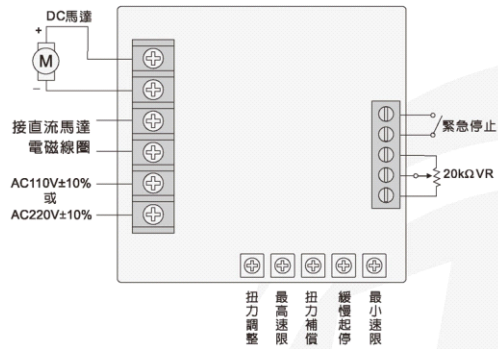 DC馬達
+
M
−
接直流馬達
電磁線圈
AC110V±10%
或
AC220V±10%
緊急停止
20kΩVR
扭力調整
最高速限
扭力補償
緩慢起停
最小速限